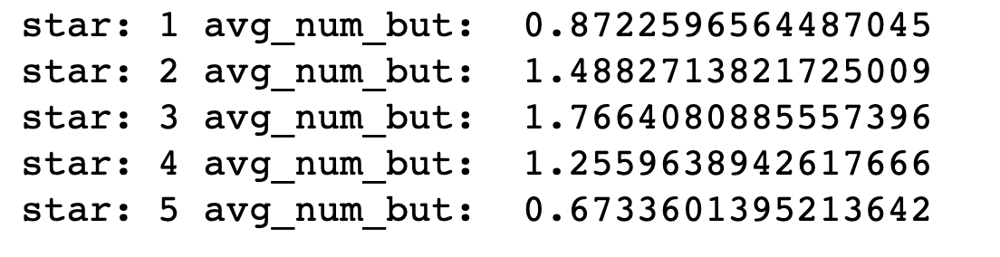 star: 1 avg_num_but:  0.8722596564487045
star: 2 avg_num_but:  1.4882713821725009
star: 3 avg_num_but:  1.7664080885557396
star: 4 avg_num_but:  1.2559638942617666
star: 5 avg_num_but:  0.6733601395213642